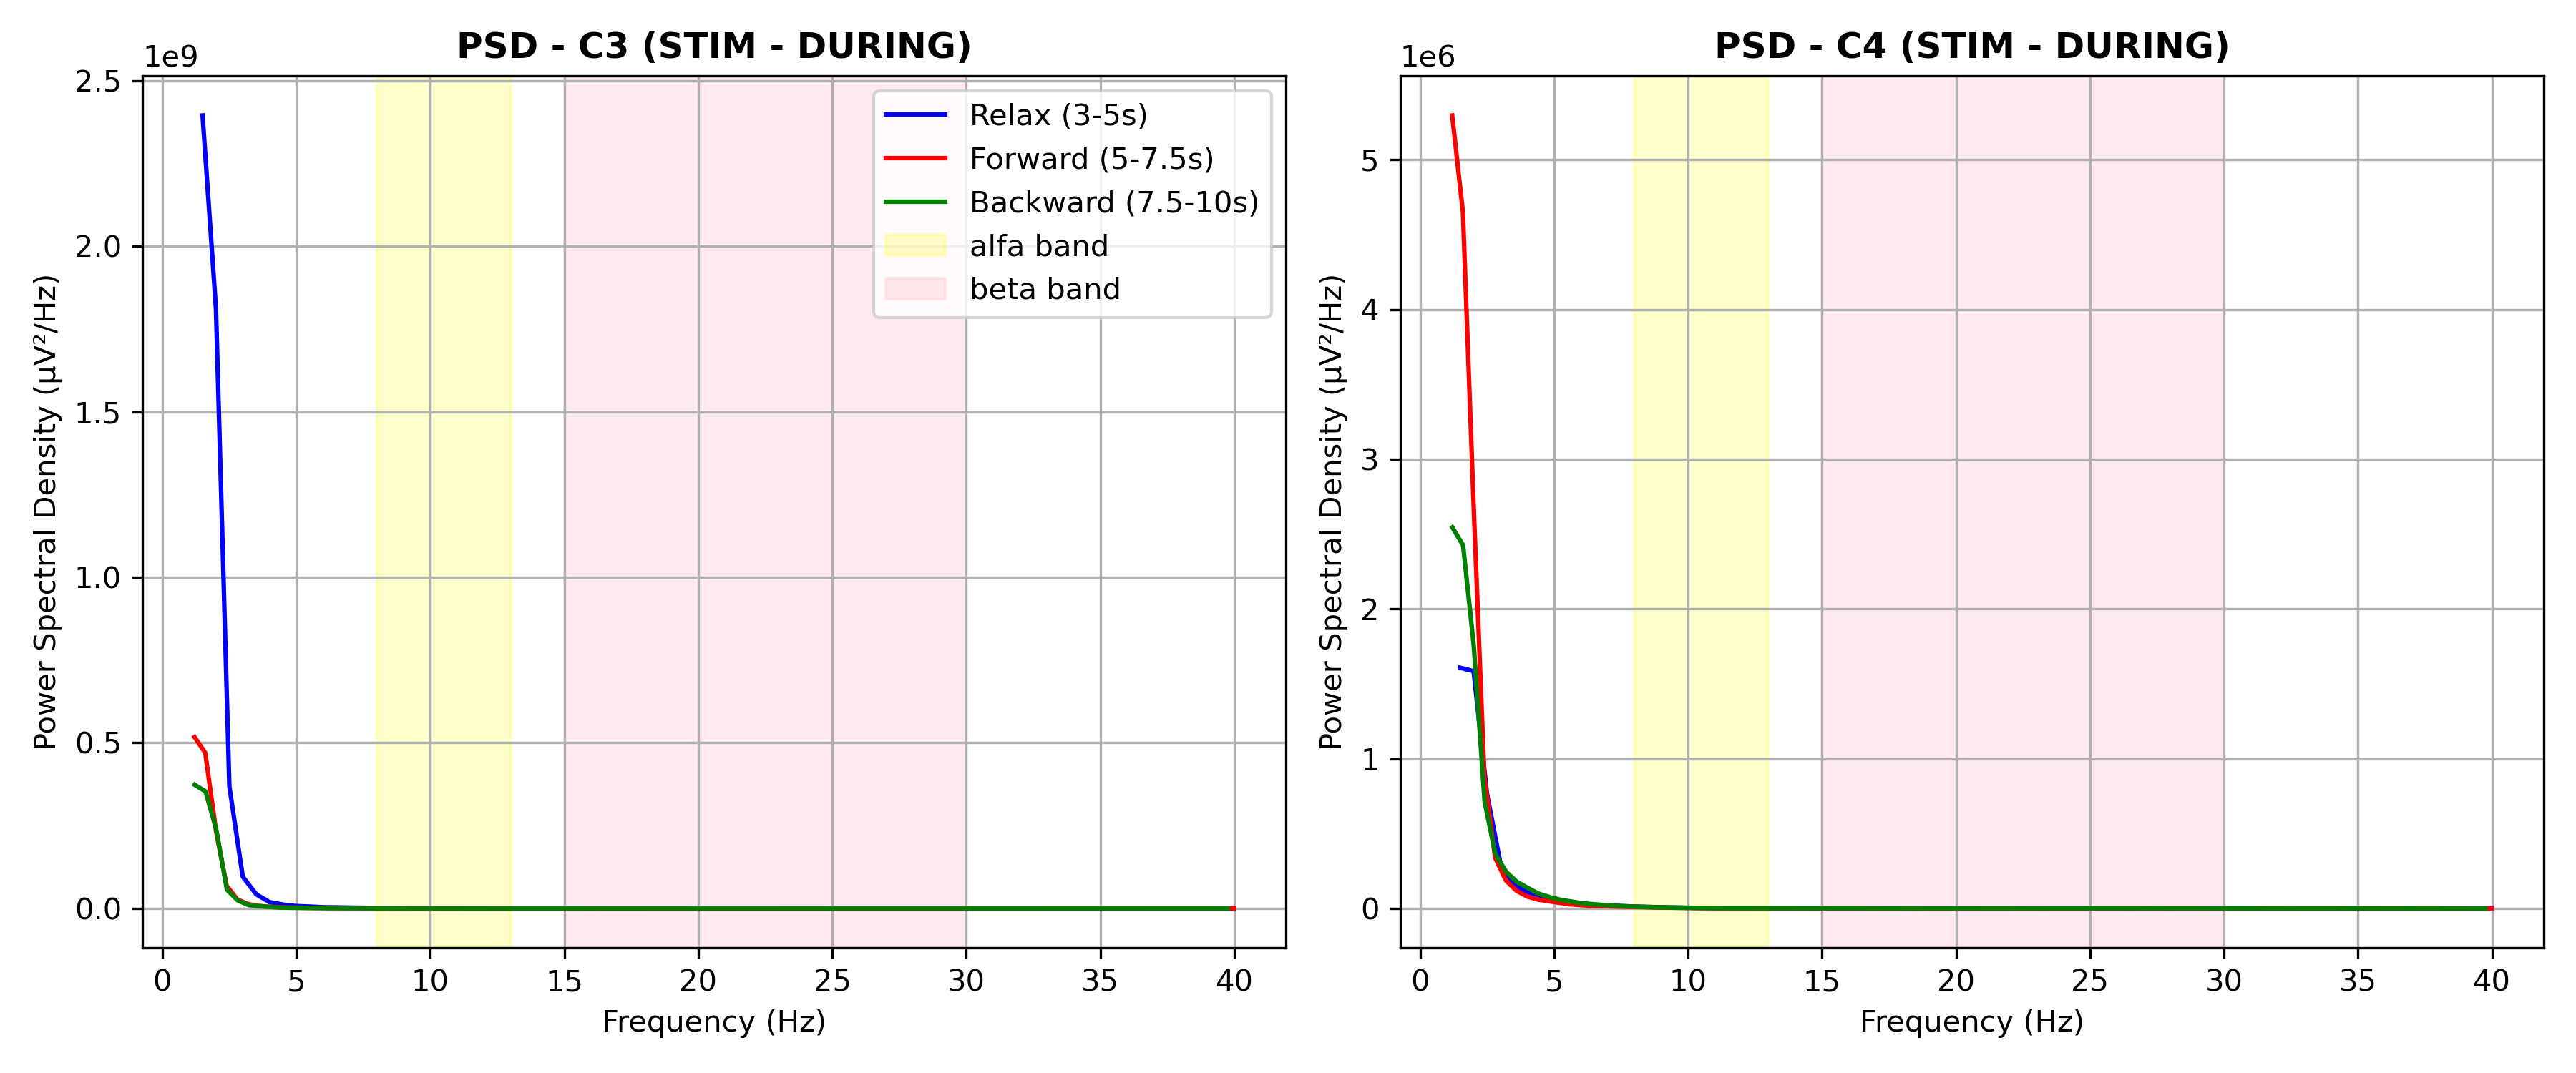 PSD - C3 (STIM - DURING)
1e9
2.5
2.0
1.5
1.0
0.5
0.0
Power Spectral Density (µV²/Hz)
Relax (3-5s)
Forward (5-7.5s)
Backward (7.5-10s)
alfa band
beta band
0 5 10 15 20 25 30 35 40
Frequency (Hz)
PSD - C4 (STIM - DURING)
1e6
5
4
3
2
1
0
Power Spectral Density (µV²/Hz)
0 5 10 15 20 25 30 35 40
Frequency (Hz)